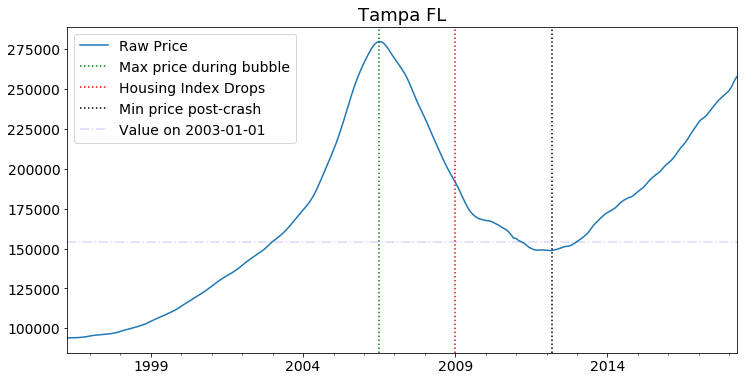 Tampa FL
Raw Price
Max price during bubble
Housing Index Drops
Min price post-crash
Value on 2003-01-01
275000
250000
225000
200000
175000
150000
125000
100000
1999 2004 2009 2014